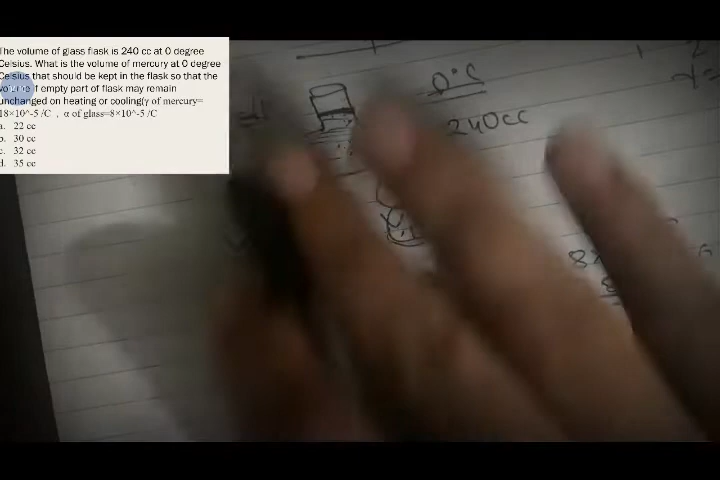 The volume of glass flask is 240 cc at 0 degree
Celsius. What is the volume of mercury at 0 degree
Celsius that should be kept in the flask so that the
volume if empty part of flask may remain
unchanged on heating or cooling(γ of mercury=
18×10^-5 /C , α of glass=8×10^-5 /C
a. 22 cc
b. 30 cc
c. 32 cc
d. 35 cc
0°C
240cc